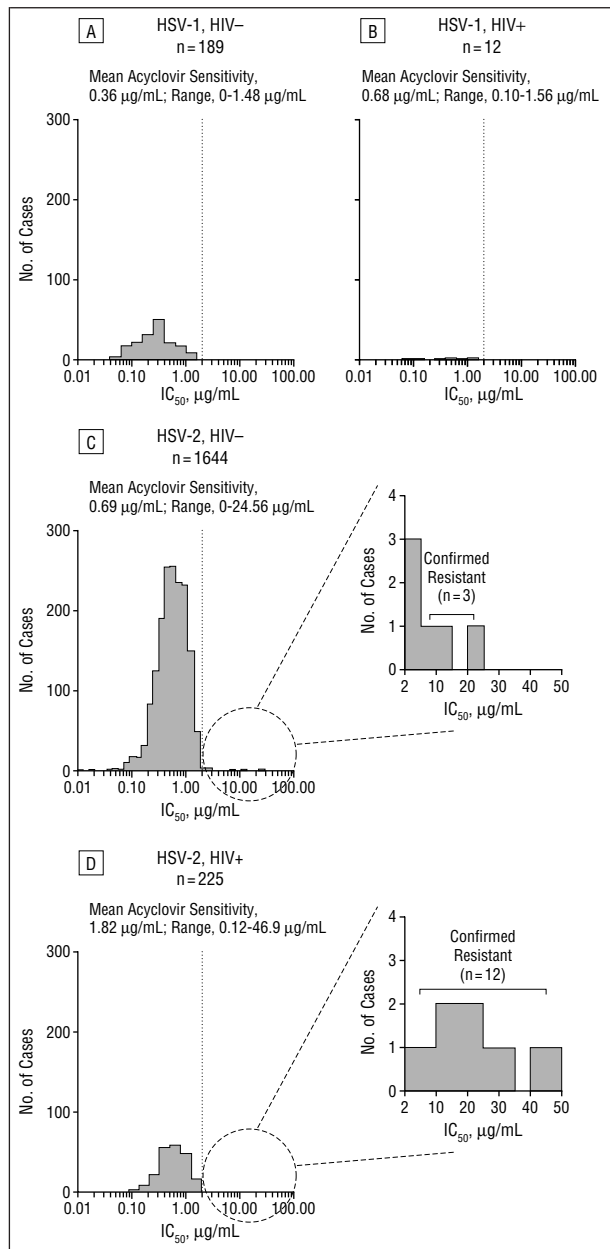 A
HSV-1, HIV–
n=189
Mean Acyclovir Sensitivity,
0.36 µg/mL; Range, 0-1.48 µg/mL
300
200
100
0
No. of Cases
0.01 0.10 1.00 10.00 100.00
IC50, µg/mL
B
HSV-1, HIV+
n=12
Mean Acyclovir Sensitivity,
0.68 µg/mL; Range, 0.10-1.56 µg/mL
0.01 0.10 1.00 10.00 100.00
IC50, µg/mL
C
HSV-2, HIV–
n=1644
Mean Acyclovir Sensitivity,
0.69 µg/mL; Range, 0-24.56 µg/mL
300
200
100
0
No. of Cases
0.01 0.10 1.00 10.00 100.00
IC50, µg/mL
4
3
2
1
0
No. of Cases
Confirmed
Resistant
(n=3)
2 10 20 30 40 50
IC50, µg/mL
D
HSV-2, HIV+
n=225
Mean Acyclovir Sensitivity,
1.82 µg/mL; Range, 0.12-46.9 µg/mL
300
200
100
0
No. of Cases
0.01 0.10 1.00 10.00 100.00
IC50, µg/mL
4
3
2
1
0
No. of Cases
Confirmed
Resistant
(n=12)
2 10 20 30 40 50
IC50, µg/mL